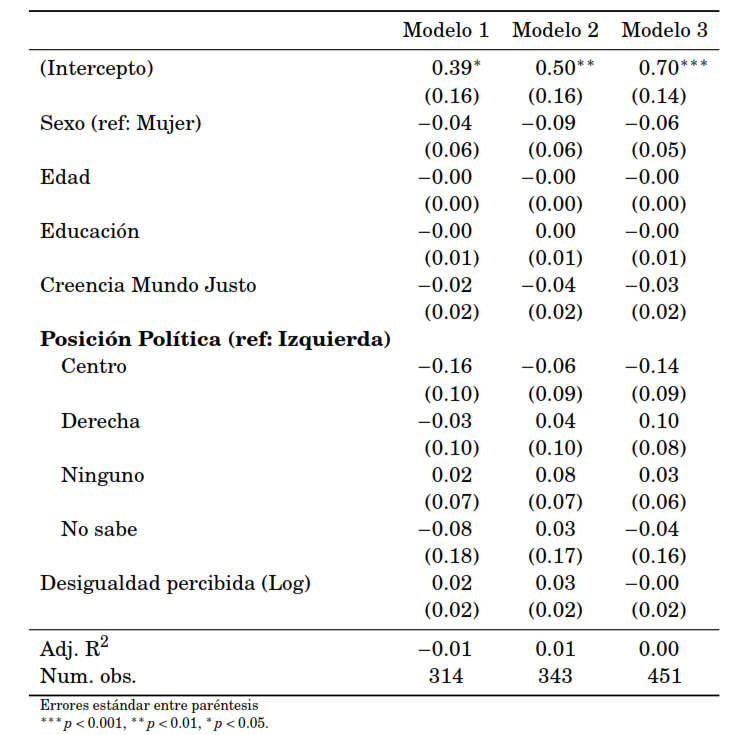 Modelo 1 Modelo 2 Modelo 3
(Intercepto) 0.39* 0.50** 0.70***
(0.16) (0.16) (0.14)
Sexo (ref: Mujer) −0.04 −0.09 −0.06
(0.06) (0.06) (0.05)
Edad −0.00 −0.00 −0.00
(0.00) (0.00) (0.00)
Educación −0.00 0.00 −0.00
(0.01) (0.01) (0.01)
Creencia Mundo Justo −0.02 −0.04 −0.03
(0.02) (0.02) (0.02)
Posición Política (ref: Izquierda)
Centro −0.16 −0.06 −0.14
(0.10) (0.09) (0.09)
Derecha −0.03 0.04 0.10
(0.10) (0.10) (0.08)
Ninguno 0.02 0.08 0.03
(0.07) (0.07) (0.06)
No sabe −0.08 0.03 −0.04
(0.18) (0.17) (0.16)
Desigualdad percibida (Log) 0.02 0.03 −0.00
(0.02) (0.02) (0.02)
Adj. R² −0.01 0.01 0.00
Num. obs. 314 343 451
Errores estándar entre paréntesis
***p < 0.001, **p < 0.01, *p < 0.05.